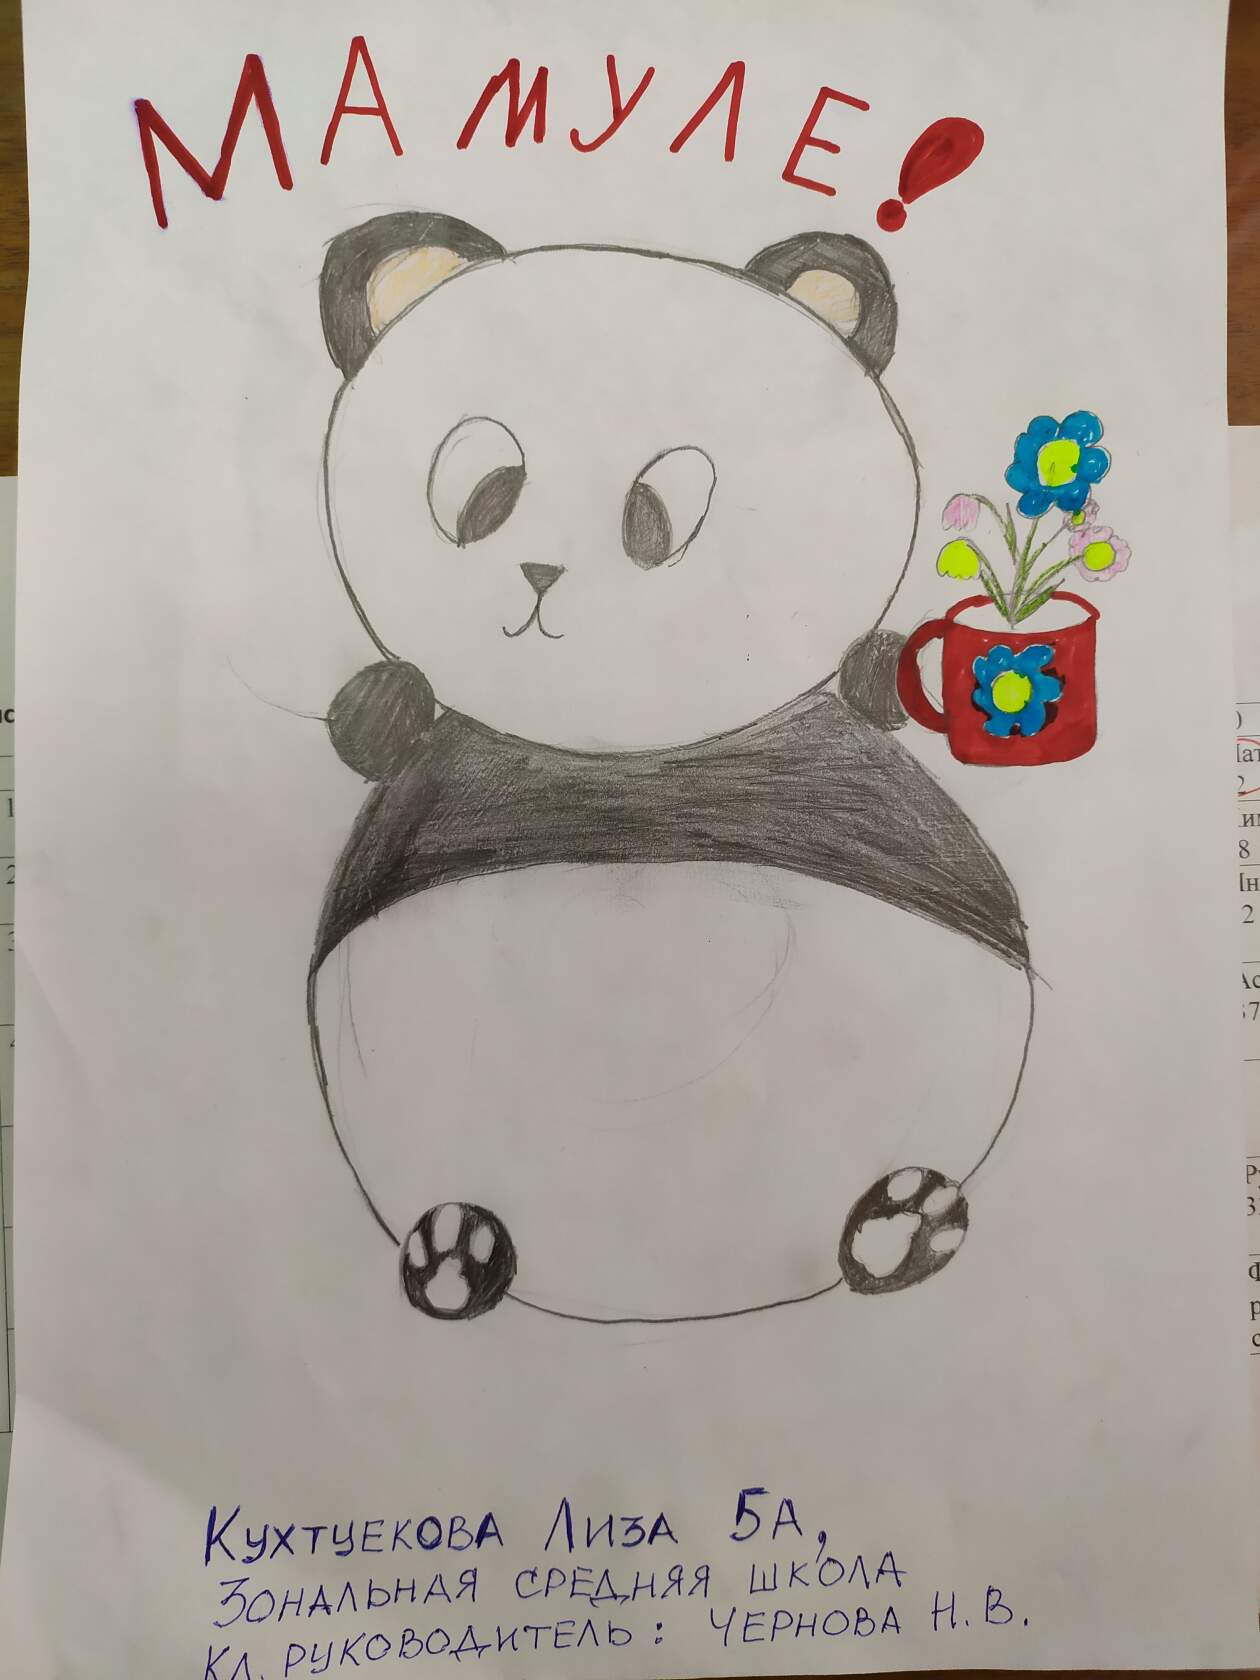 МАМУЛЕ!
КУХТУЕКОВА ЛИЗА 5А,
ЗОНАЛЬНАЯ СРЕДНЯЯ ШКОЛА
КЛ. РУКОВОДИТЕЛЬ: ЧЕРНОВА Н. В.